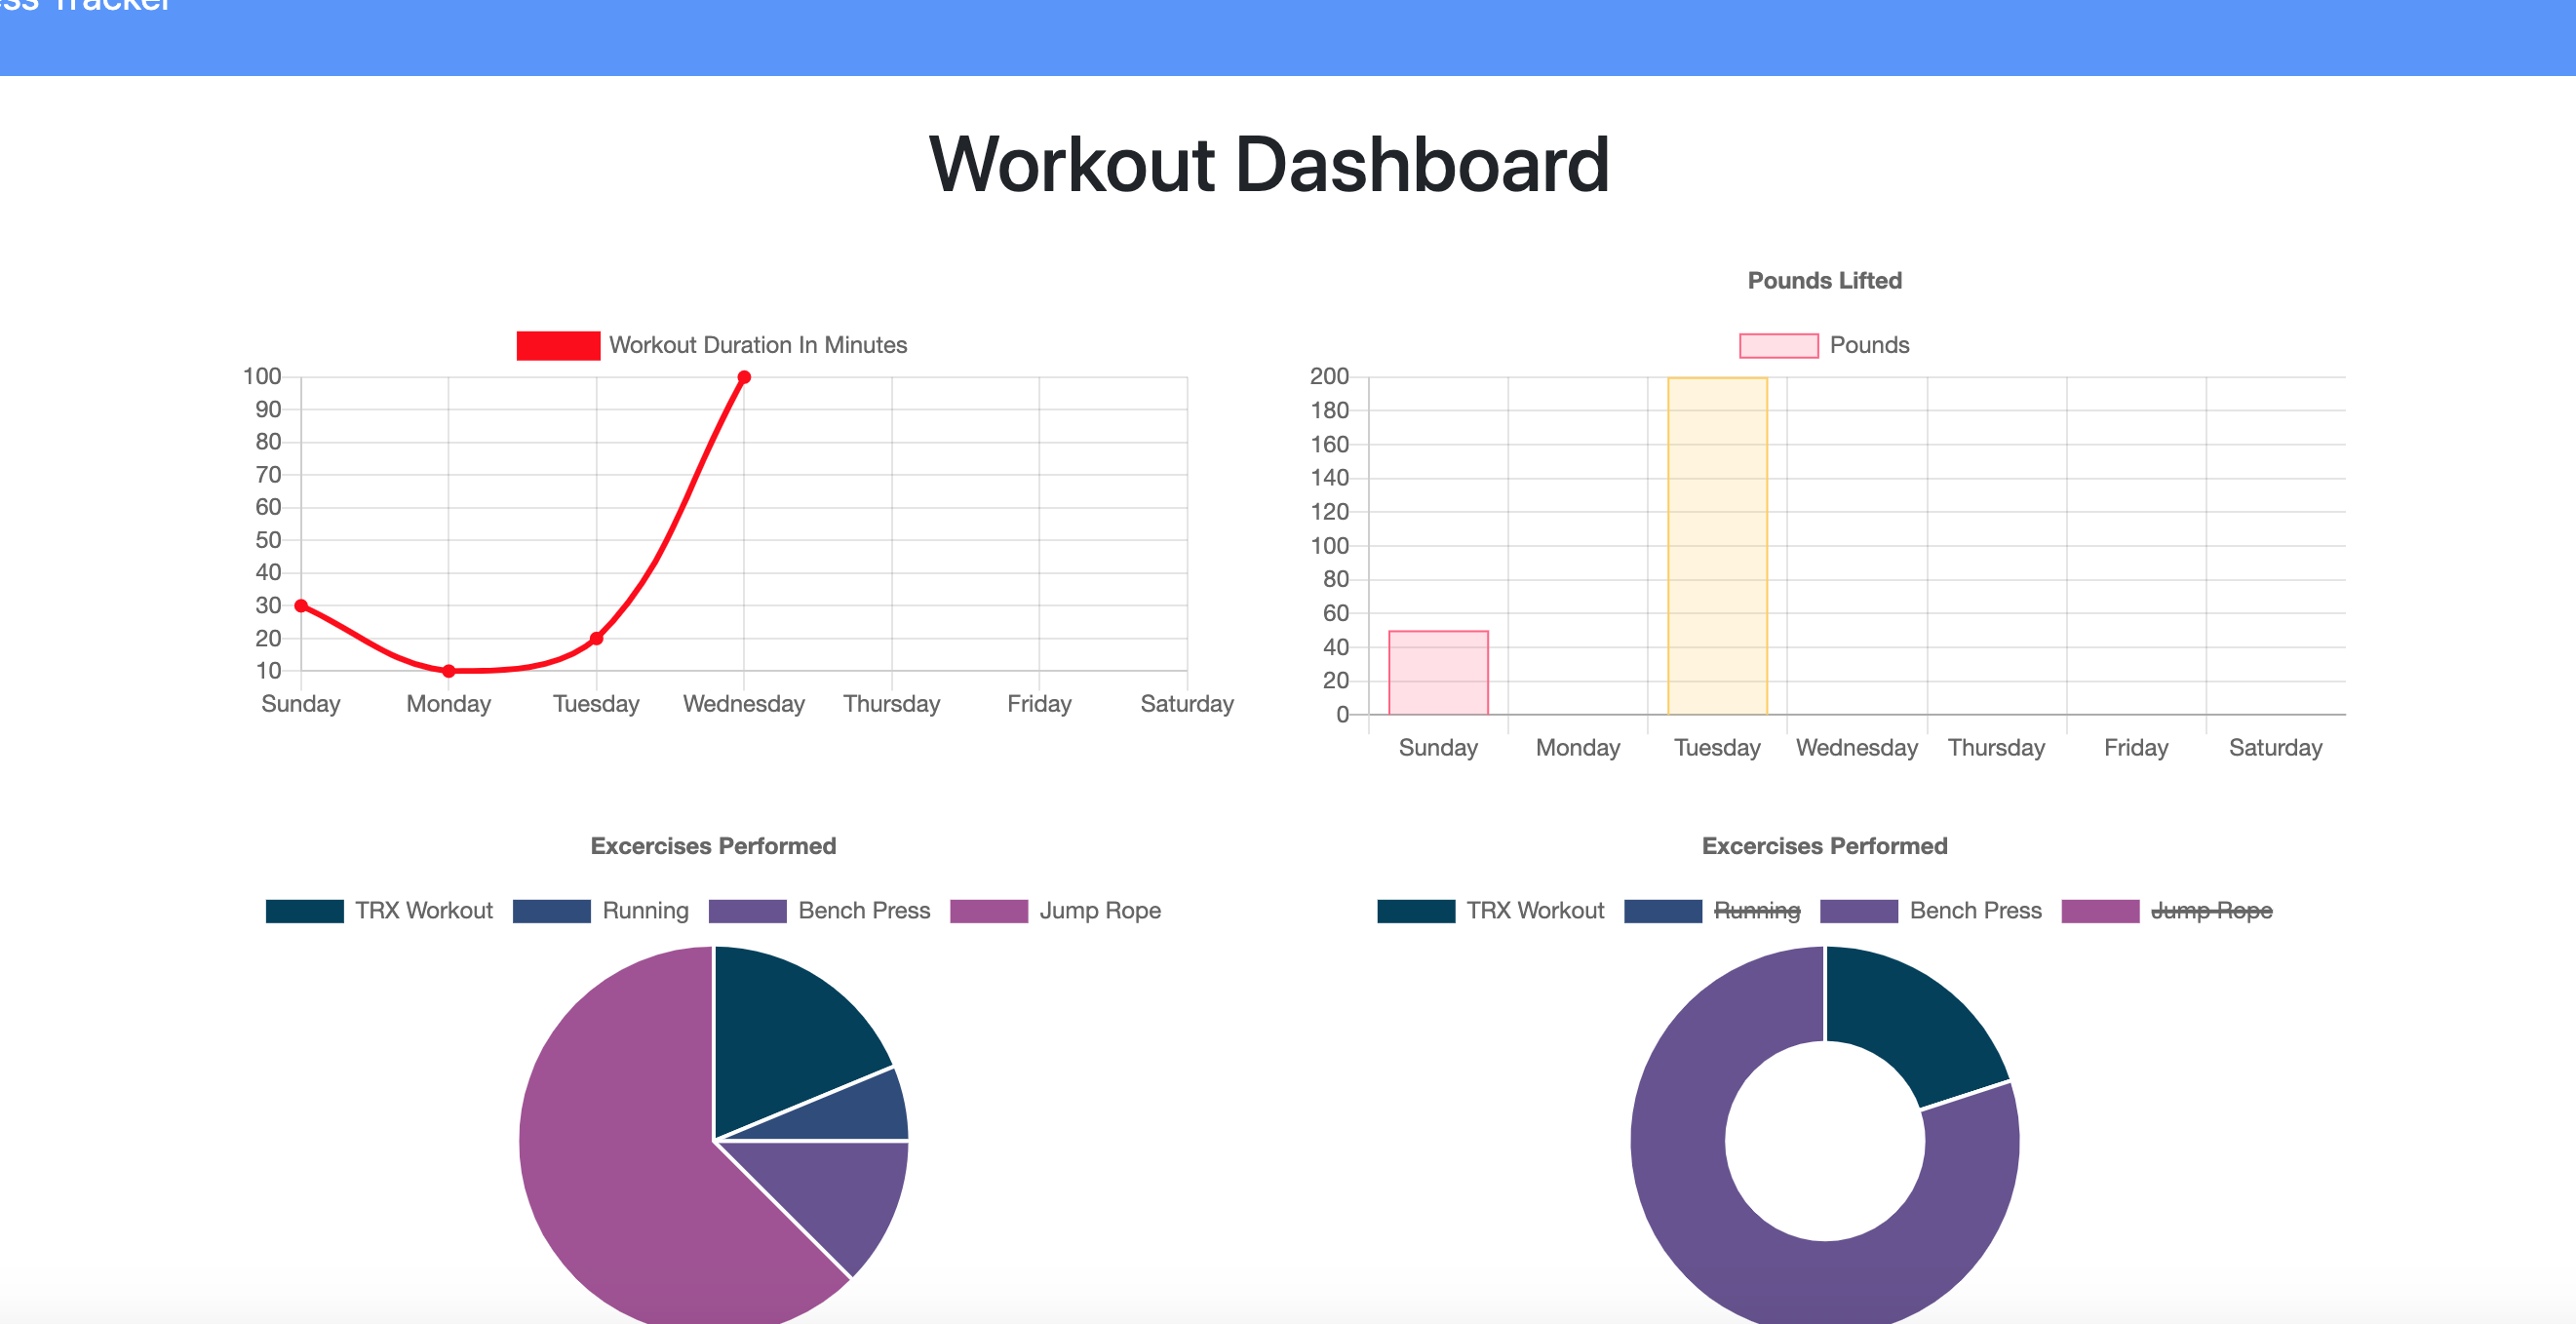 Tracker
Workout Dashboard
Workout Duration In Minutes
100
90
80
70
60
50
40
30
20
10
Sunday Monday Tuesday Wednesday Thursday Friday Saturday
Pounds Lifted
Pounds
200
180
160
140
120
100
80
60
40
20
0
Sunday Monday Tuesday Wednesday Thursday Friday Saturday
Excercises Performed
TRX Workout Running Bench Press Jump Rope
Excercises Performed
TRX Workout Running Bench Press Jump Rope